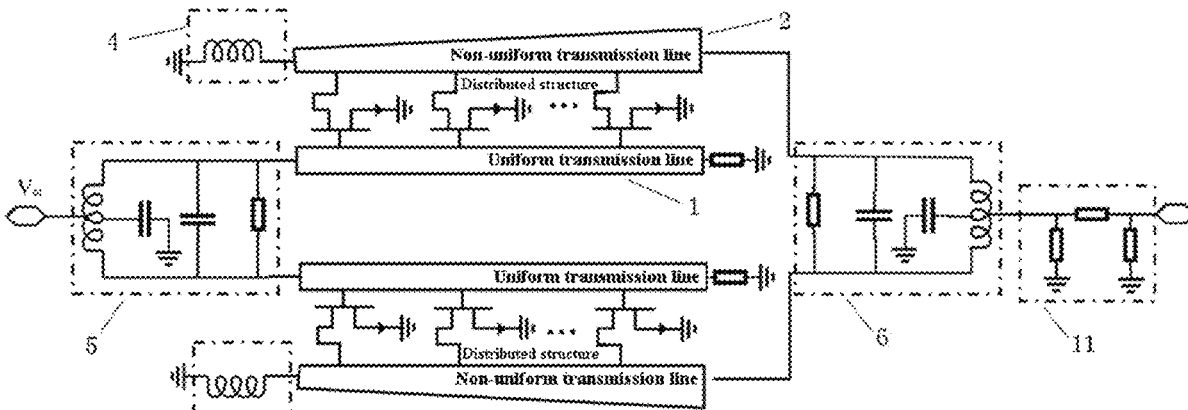 4
2
Non-uniform transmission line
Distributed structure
Uniform transmission line
1
Uniform transmission line
5
6
11
Distributed structure
Non-uniform transmission line